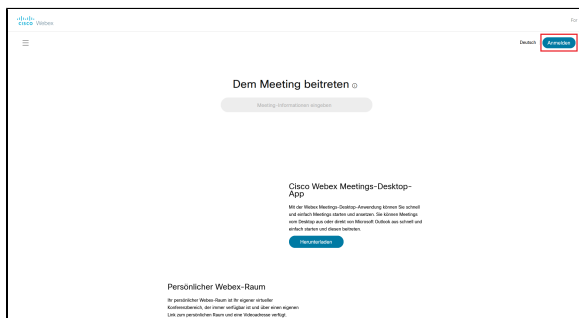 CISCO Webex
For
Deutsch Anmelden
Dem Meeting beitreten
Meeting-Informationen eingeben
Cisco Webex Meetings-Desktop-
App
Mit der Webex Meetings-Desktop-Anwendung können Sie schnell
und einfach Meetings starten und ansetzen. Sie können Meetings
vom Desktop aus oder direkt von Microsoft Outlook aus schnell und
einfach starten und diesen beitreten.
Herunterladen
Persönlicher Webex-Raum
Ihr persönlicher Webex-Raum ist Ihr eigener virtueller
Konferenzbereich, der immer verfügbar ist und über einen eigenen
Link zum persönlichen Raum und eine Videoadresse verfügt.